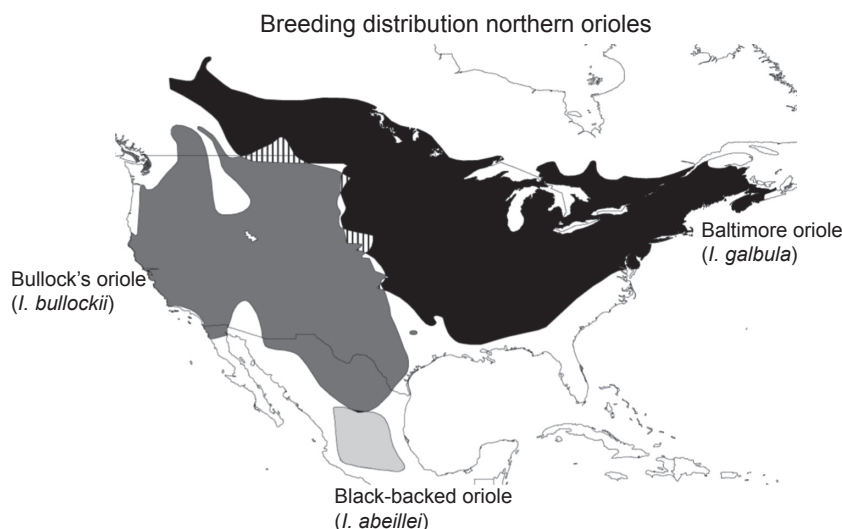 Breeding distribution northern orioles
Baltimore oriole
(I. galbula)
Bullock’s oriole
(I. bullockii)
Black-backed oriole
(I. abeillei)